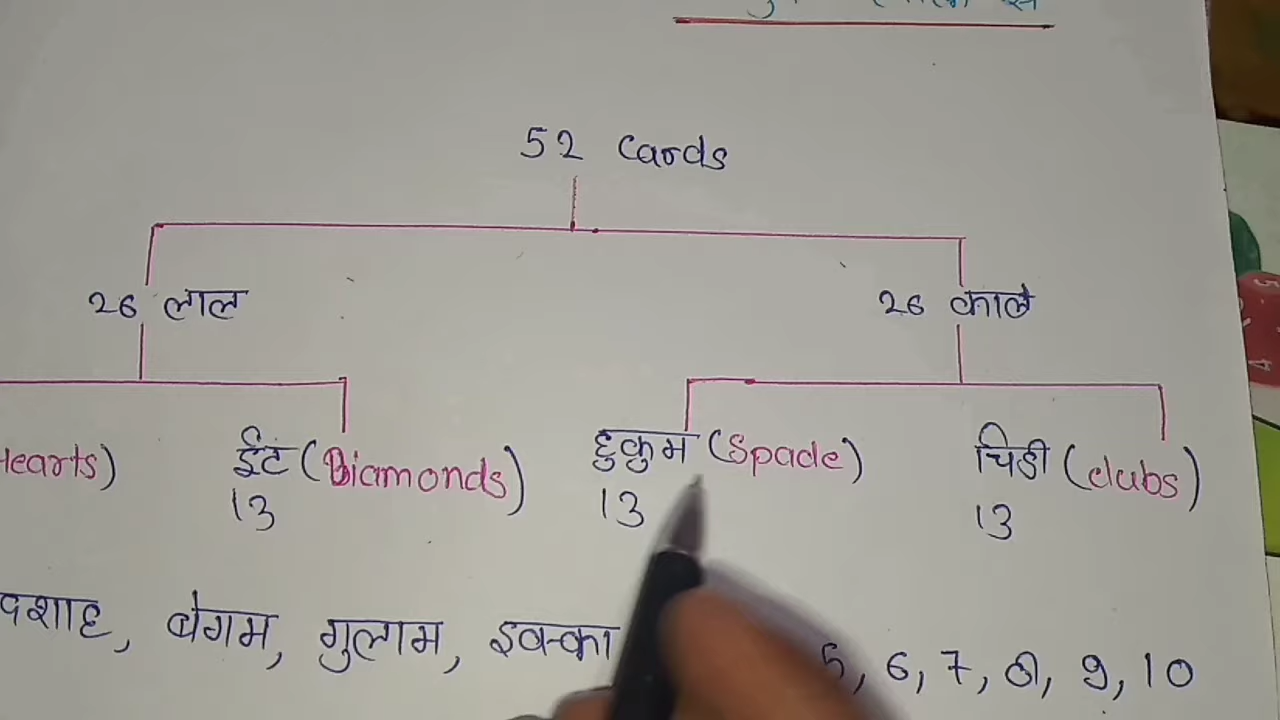 52 Cards
26 लाल 26 काले
Hearts) ईंट (Diamonds) हुकुम (Spade) चिडी (clubs)
13 13 13
दशाह, बेगम, गुलाम, इक्का 5, 6, 7, 8, 9, 10